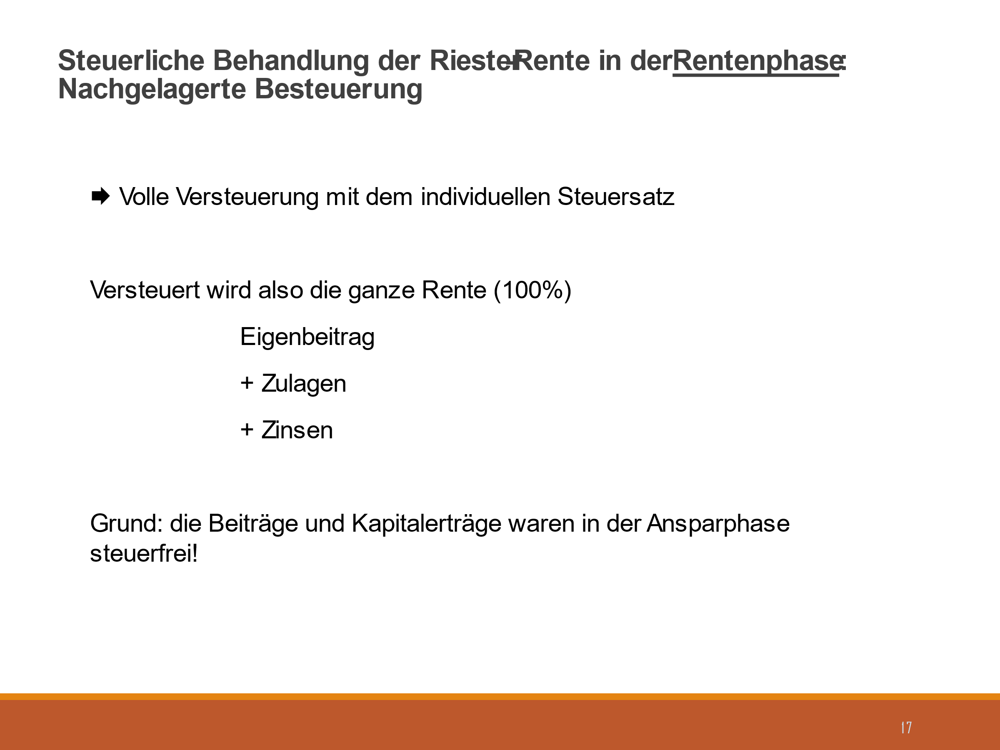 Steuerliche Behandlung der Riester-Rente in der Rentenphase:
Nachgelagerte Besteuerung
🡆 Volle Versteuerung mit dem individuellen Steuersatz
Versteuert wird also die ganze Rente (100%)
Eigenbeitrag
+ Zulagen
+ Zinsen
Grund: die Beiträge und Kapitalerträge waren in der Ansparphase
steuerfrei!
17